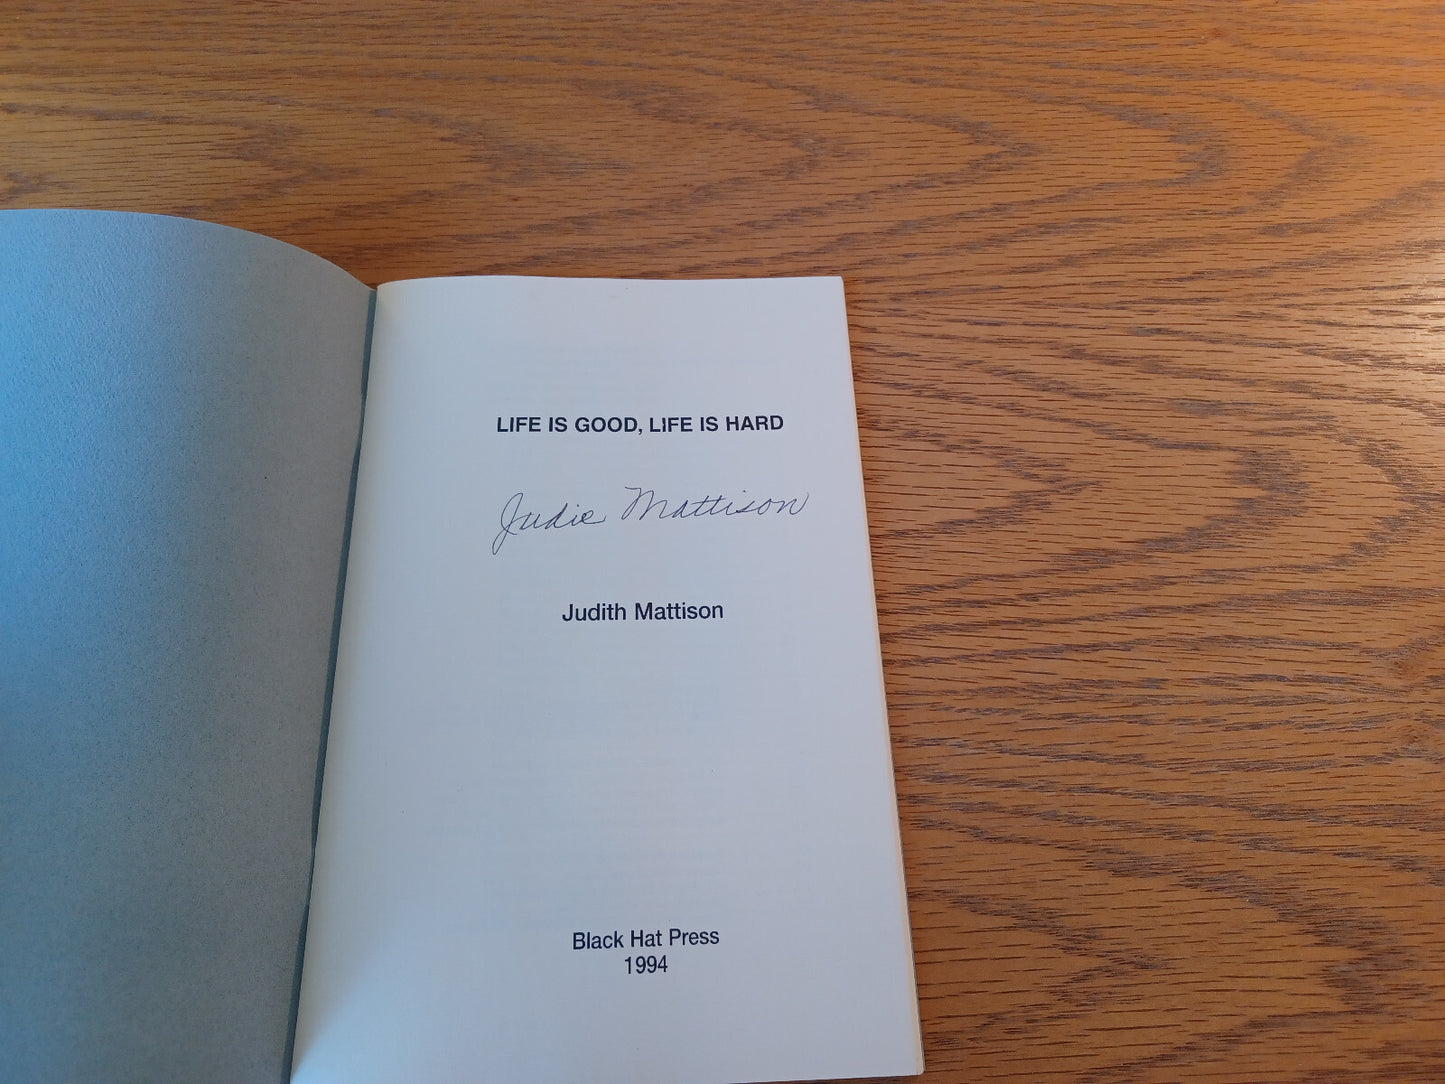 LIFE IS GOOD, LIFE IS HARD
Judie Mattison
Judith Mattison
Black Hat Press
1994